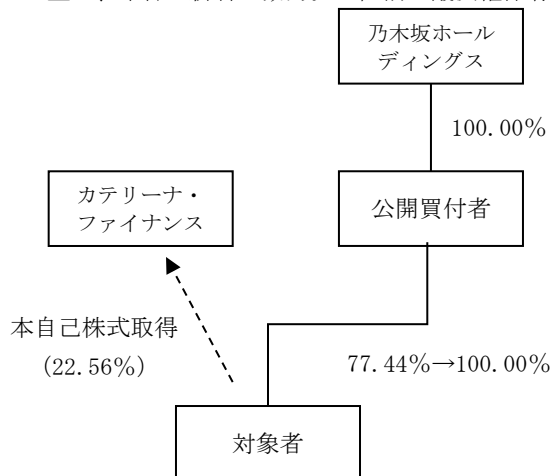 乃木坂ホール
ディングス
100.00%
カテリーナ・
ファイナンス
公開買付者
本自己株式取得
(22.56%)
77.44%→100.00%
対象者